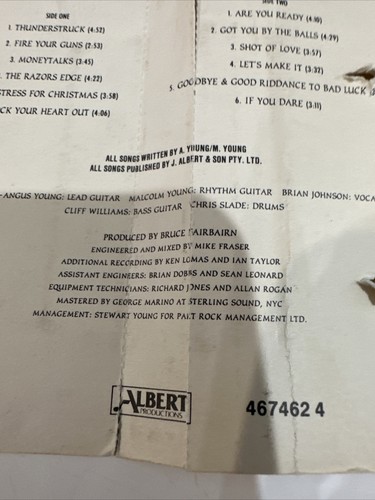 SIDE ONE
1. THUNDERSTRUCK (4:52)
2. FIRE YOUR GUNS (2:53)
3. MONEYTALKS (3:45)
. THE RAZORS EDGE (4:22)
STRESS FOR CHRISTMAS (3:58)
CK YOUR HEART OUT (4:06)
SIDE TWO
1. ARE YOU READY (4:10)
2. GOT YOU BY THE BALLS (4:29)
3. SHOT OF LOVE (3:57)
4. LET'S MAKE IT (3:32)
5. GOODBYE & GOOD RIDDANCE TO BAD LUCK
6. IF YOU DARE (3:11)
ALL SONGS WRITTEN BY A. YOUNG/M. YOUNG
ALL SONGS PUBLISHED BY J. ALBERT & SON PTY. LTD.
ANGUS YOUNG: LEAD GUITAR MALCOLM YOUNG: RHYTHM GUITAR BRIAN JOHNSON: VOCA
CLIFF WILLIAMS: BASS GUITAR CHRIS SLADE: DRUMS
PRODUCED BY BRUCE FAIRBAIRN
ENGINEERED AND MIXED BY MIKE FRASER
ADDITIONAL RECORDING BY KEN LOMAS AND IAN TAYLOR
ASSISTANT ENGINEERS: BRIAN DOBBS AND SEAN LEONARD
EQUIPMENT TECHNICIANS: RICHARD JONES AND ALLAN ROGAN
MASTERED BY GEORGE MARINO AT STERLING SOUND, NYC
MANAGEMENT: STEWART YOUNG FOR PART ROCK MANAGEMENT LTD.
ALBERT
PRODUCTIONS
467462 4